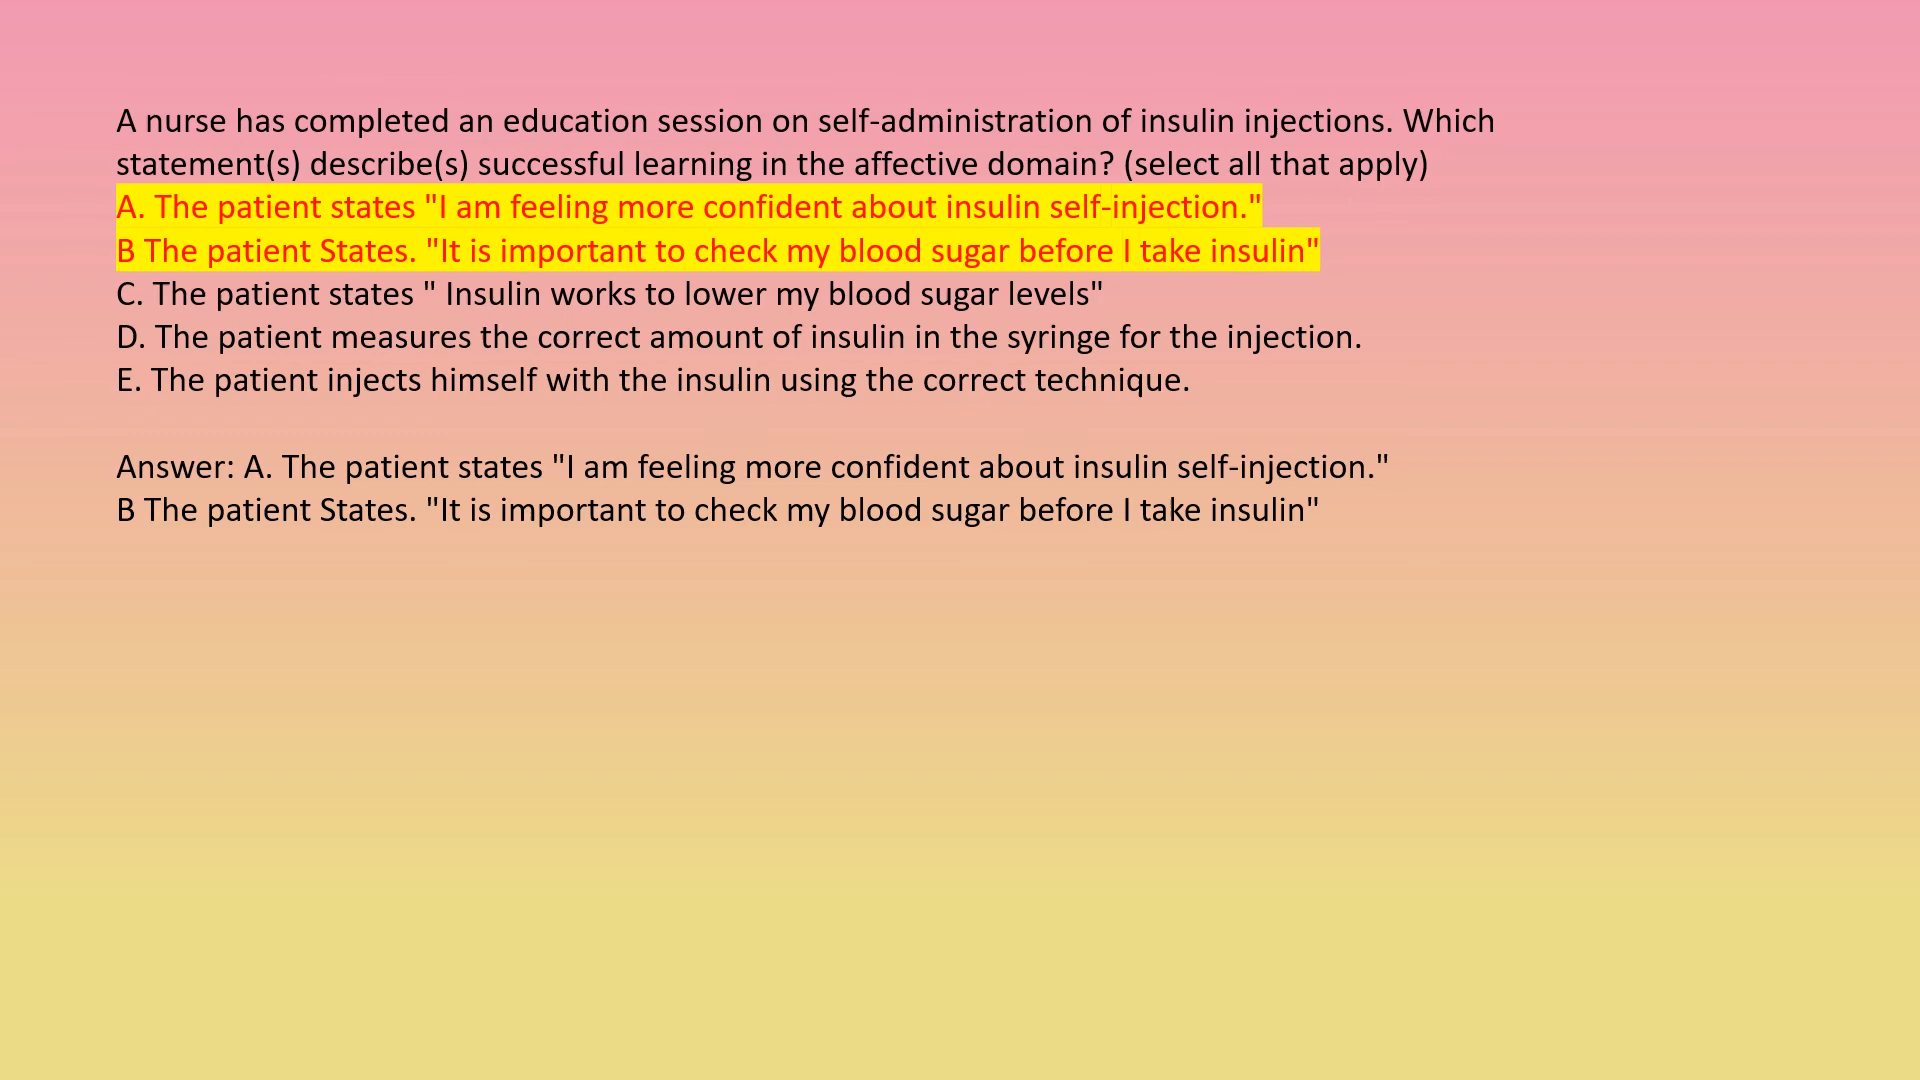 A nurse has completed an education session on self-administration of insulin injections. Which
statement(s) describe(s) successful learning in the affective domain? (select all that apply)
A. The patient states "I am feeling more confident about insulin self-injection."
B The patient States. "It is important to check my blood sugar before I take insulin"
C. The patient states " Insulin works to lower my blood sugar levels"
D. The patient measures the correct amount of insulin in the syringe for the injection.
E. The patient injects himself with the insulin using the correct technique.
Answer: A. The patient states "I am feeling more confident about insulin self-injection."
B The patient States. "It is important to check my blood sugar before I take insulin"